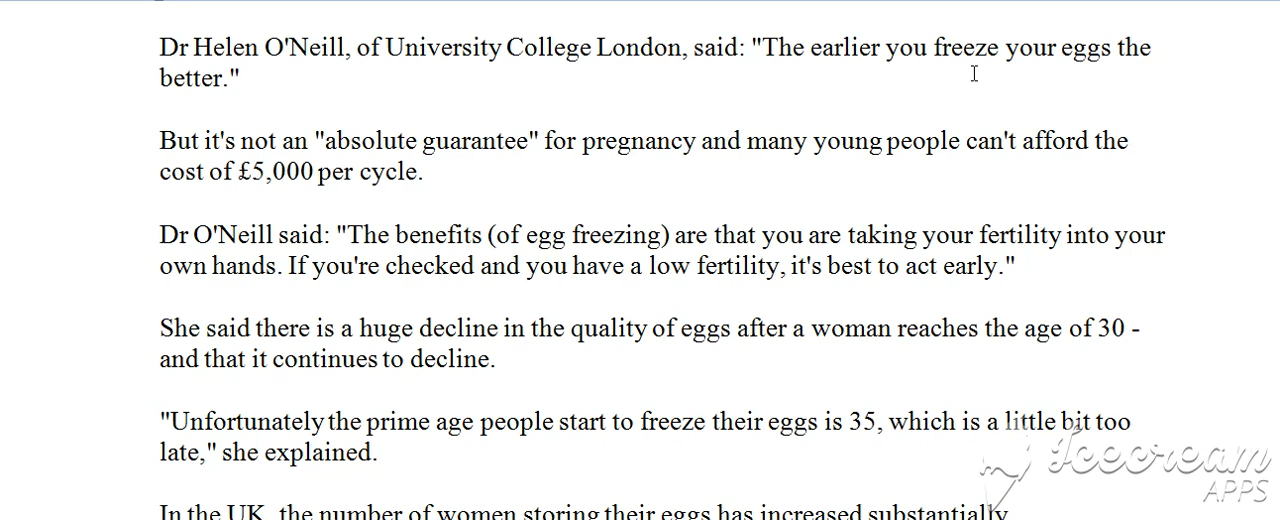 Dr Helen O'Neill, of University College London, said: "The earlier you freeze your eggs the
better."
But it's not an "absolute guarantee" for pregnancy and many young people can't afford the
cost of £5,000 per cycle.
Dr O'Neill said: "The benefits (of egg freezing) are that you are taking your fertility into your
own hands. If you're checked and you have a low fertility, it's best to act early."
She said there is a huge decline in the quality of eggs after a woman reaches the age of 30 -
and that it continues to decline.
"Unfortunately the prime age people start to freeze their eggs is 35, which is a little bit too
late," she explained.
Icecream
APPS
In the UK, the number of women storing their eggs has increased substantially